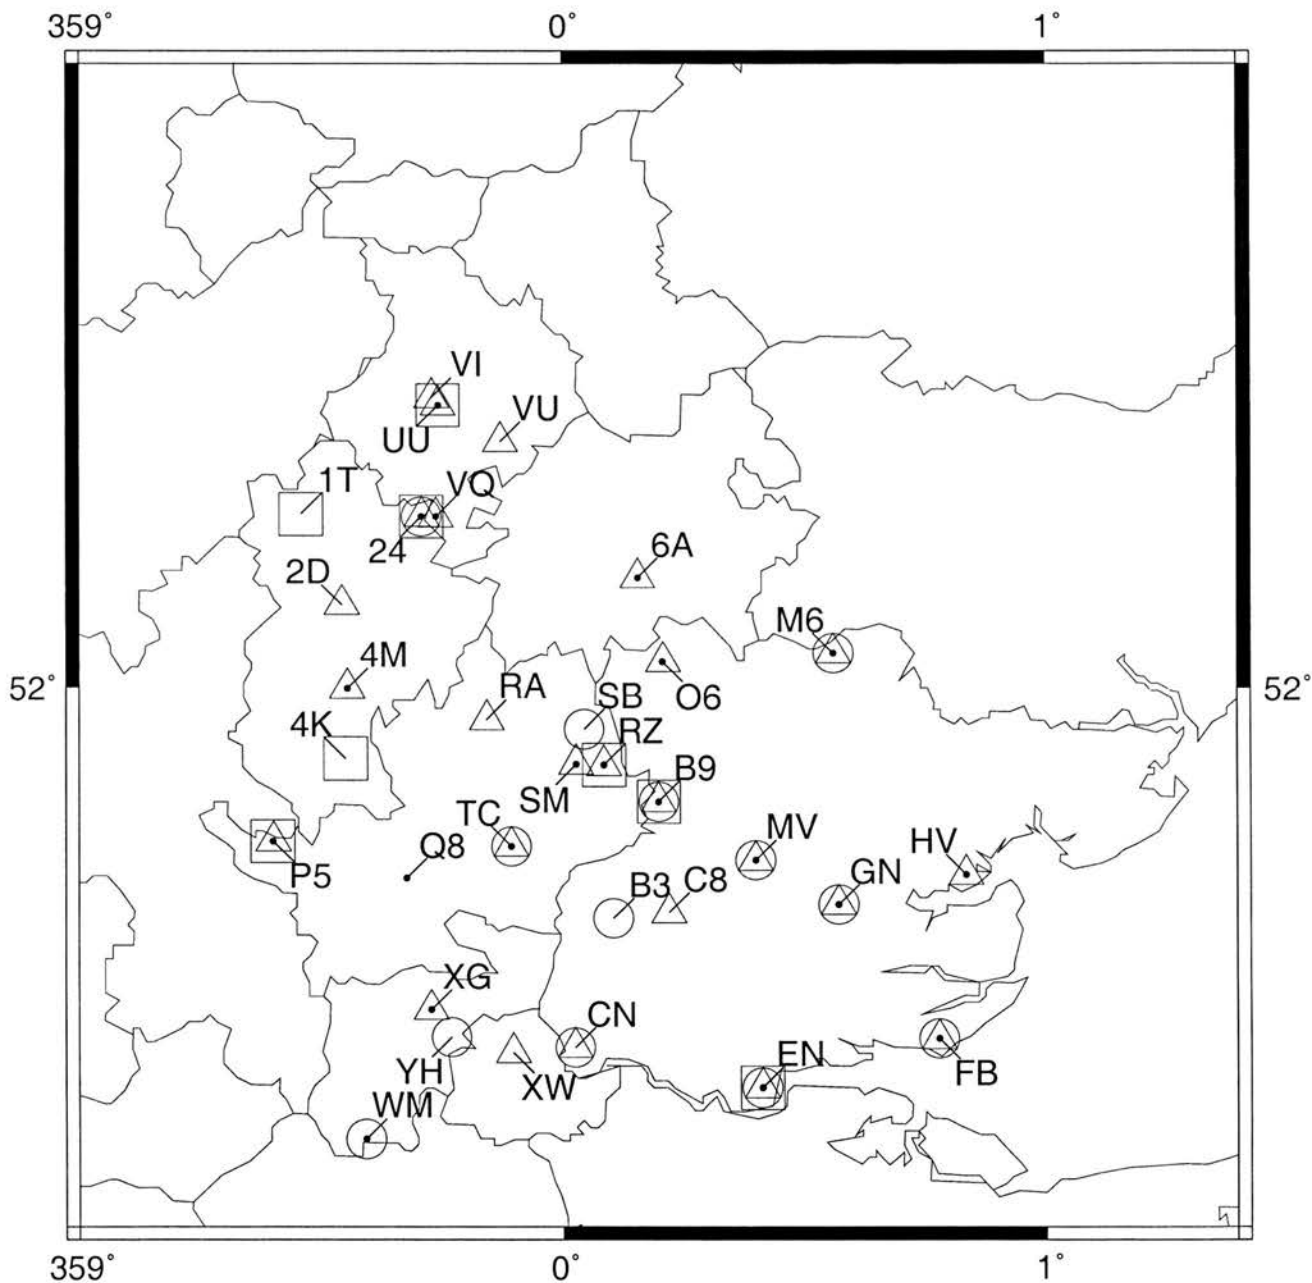 359° 0° 1°
VI
VU
UU
1T
VQ
24
6A
2D
M6
4M
RA
O6
52° 52°
SB
4K
RZ
B9
SM
TC
MV
Q8
HV
P5
GN
B3 C8
XG
CN
EN
YH
XW
FB
WM
359° 0° 1°